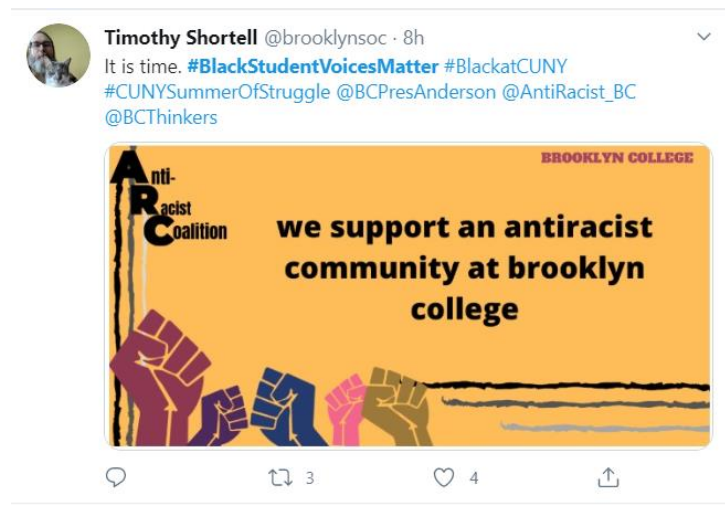 Timothy Shortell @brooklynsoc · 8h
It is time. #BlackStudentVoicesMatter #BlackatCUNY
#CUNYSummerOfStruggle @BCPresAnderson @AntiRacist_BC
@BCThinkers
BROOKLYN COLLEGE
Anti-
Racist
Coalition
we support an antiracist
community at brooklyn
college
3 4